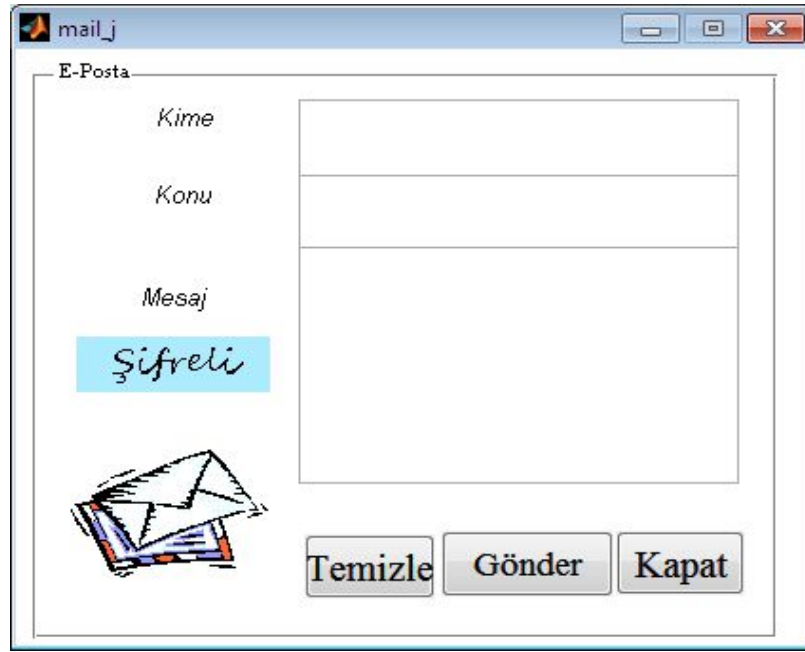 mail_j
E-Posta
Kime
Konu
Mesaj
Şifreli
Temizle Gönder Kapat